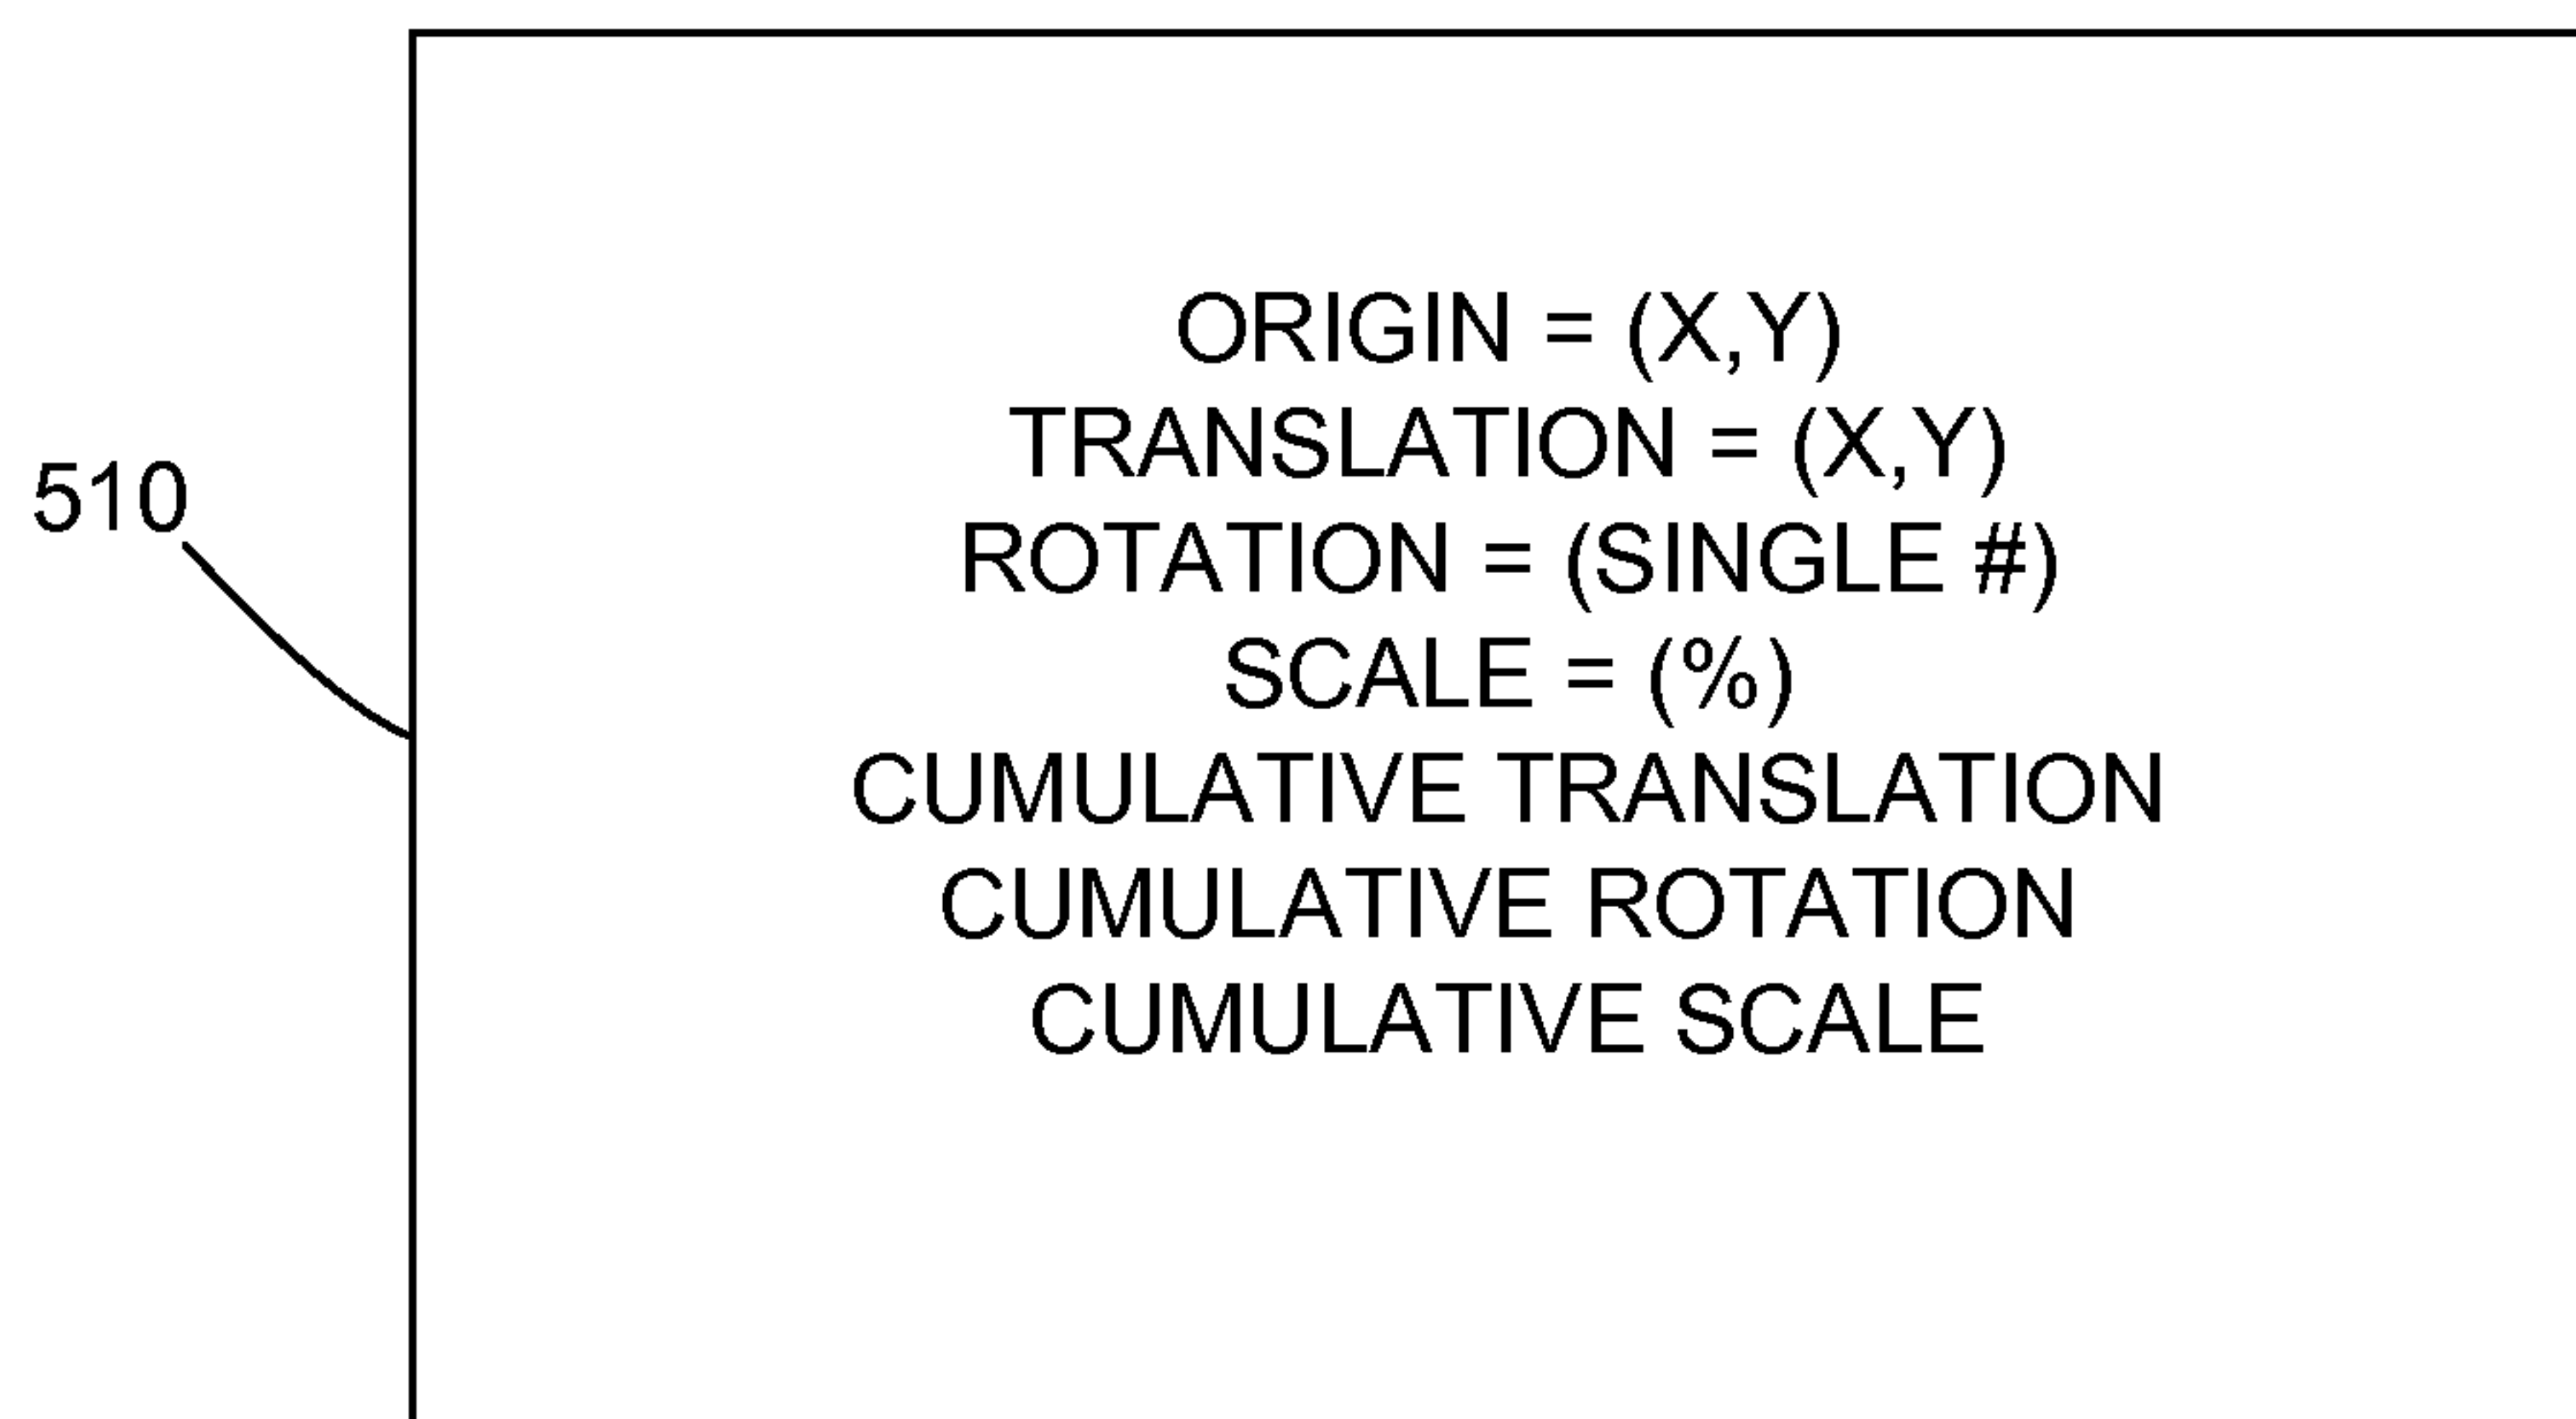 ORIGIN = (X,Y)
TRANSLATION = (X,Y)
510
ROTATION = (SINGLE #)
SCALE = (%)
CUMULATIVE TRANSLATION
CUMULATIVE ROTATION
CUMULATIVE SCALE